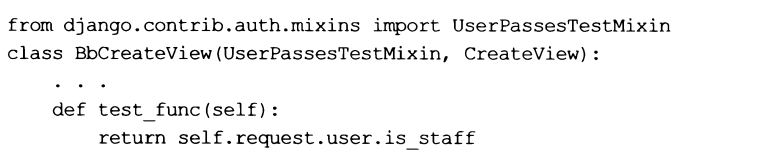 from django.contrib.auth.mixins import UserPassesTestMixin
class BbCreateView(UserPassesTestMixin, CreateView):
    . . .
    def test_func(self):
        return self.request.user.is_staff